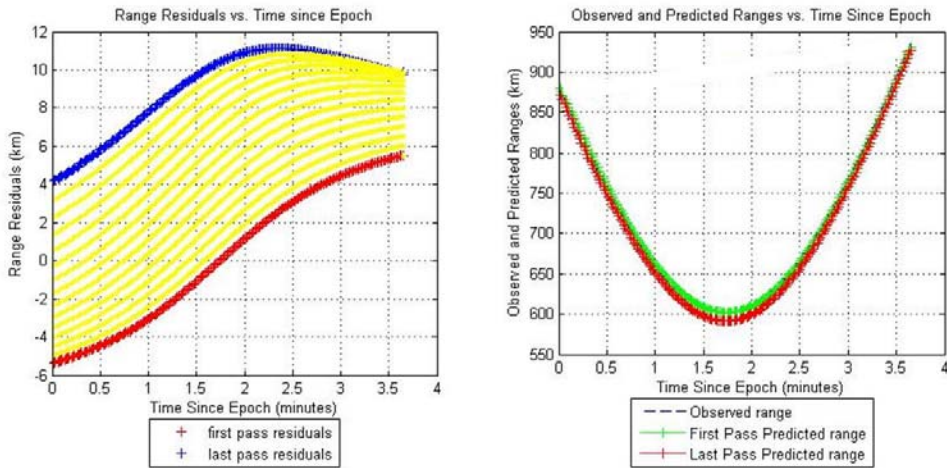 Range Residuals vs. Time since Epoch
12
10
8
6
4
2
0
-2
-4
-6
Range Residuals (km)
0 0.5 1 1.5 2 2.5 3 3.5 4
Time Since Epoch (minutes)
first pass residuals
last pass residuals
Observed and Predicted Ranges vs. Time Since Epoch
950
900
850
800
750
700
650
600
550
Observed and Predicted Ranges (km)
0 0.5 1 1.5 2 2.5 3 3.5 4
Time Since Epoch (minutes)
Observed range
First Pass Predicted range
Last Pass Predicted range